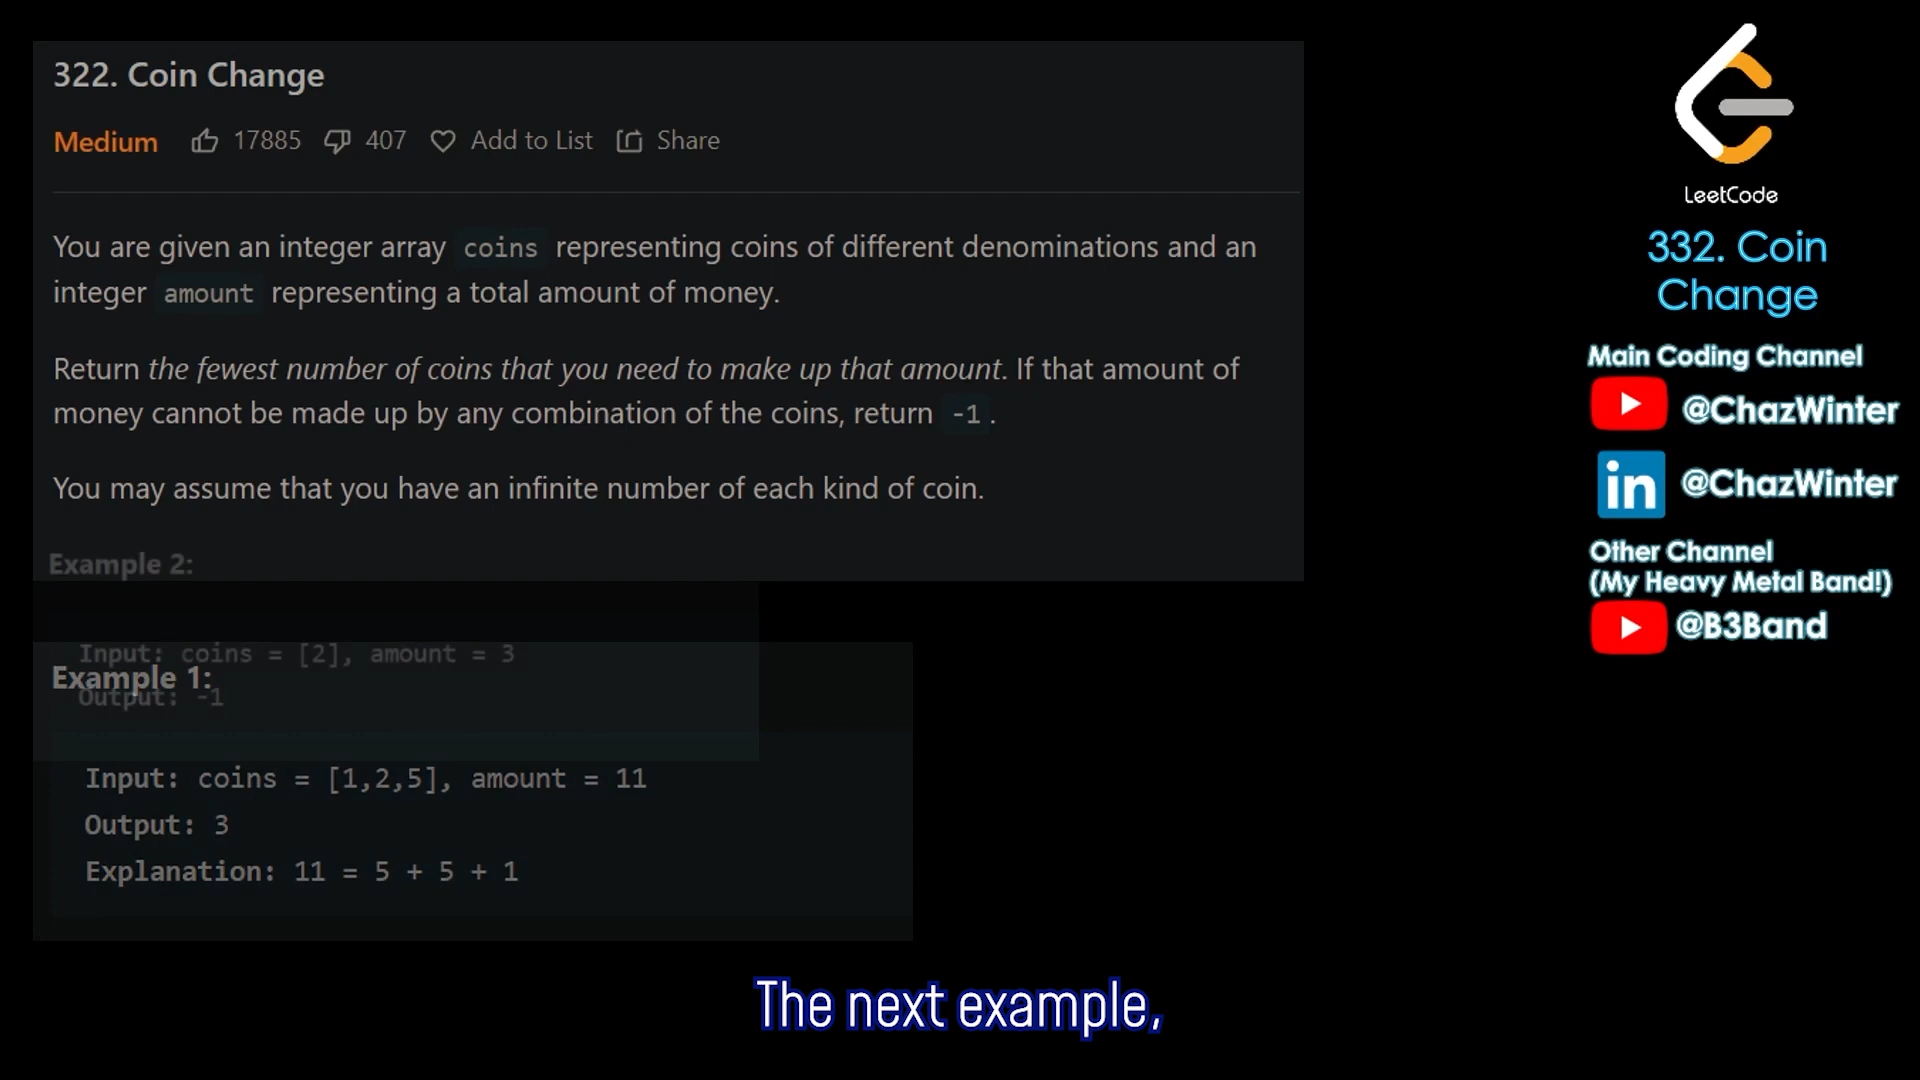 322. Coin Change
Medium 17885 407 Add to List Share
You are given an integer array coins representing coins of different denominations and an
integer amount representing a total amount of money.
Return the fewest number of coins that you need to make up that amount. If that amount of
money cannot be made up by any combination of the coins, return -1.
You may assume that you have an infinite number of each kind of coin.
Example 2:
Input: coins = [2], amount = 3
Output: -1
Example 1:
Input: coins = [1,2,5], amount = 11
Output: 3
Explanation: 11 = 5 + 5 + 1
The next example,
LeetCode
332. Coin
Change
Main Coding Channel
@ChazWinter
in @ChazWinter
Other Channel
(My Heavy Metal Band!)
@B3Band